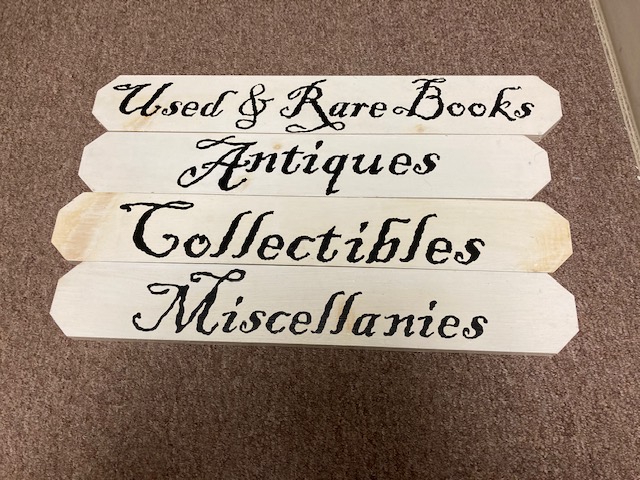 Used & Rare Books
Antiques
Collectibles
Miscellanies